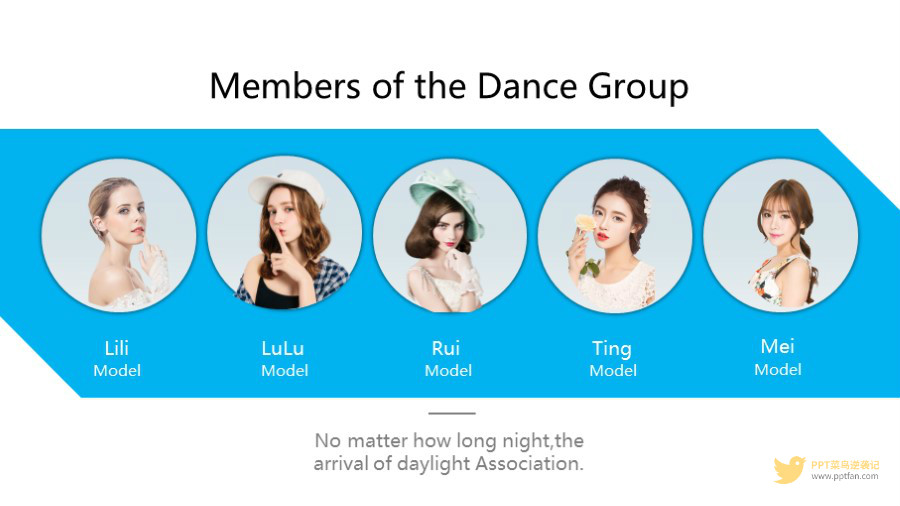 Members of the Dance Group
Lili
Model
LuLu
Model
Rui
Model
Ting
Model
Mei
Model
No matter how long night,the
arrival of daylight Association.
PPT菜鸟逆袭记
www.pptfan.com